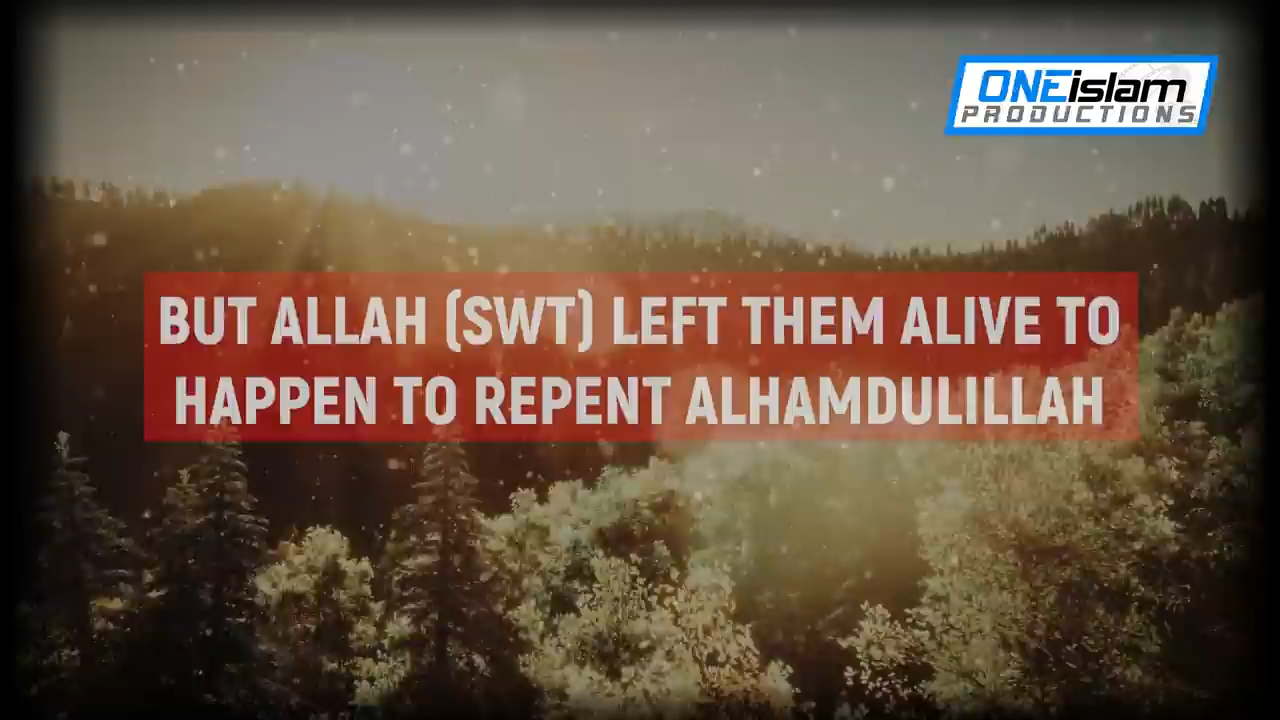 ONEislam
PRODUCTIONS
BUT ALLAH (SWT) LEFT THEM ALIVE TO
HAPPEN TO REPENT ALHAMDULILLAH